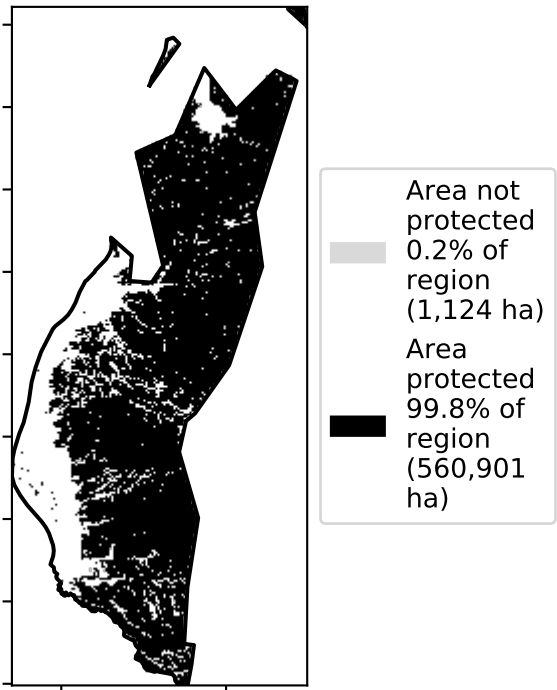 Area not
protected
0.2% of
region
(1,124 ha)
Area
protected
99.8% of
region
(560,901
ha)